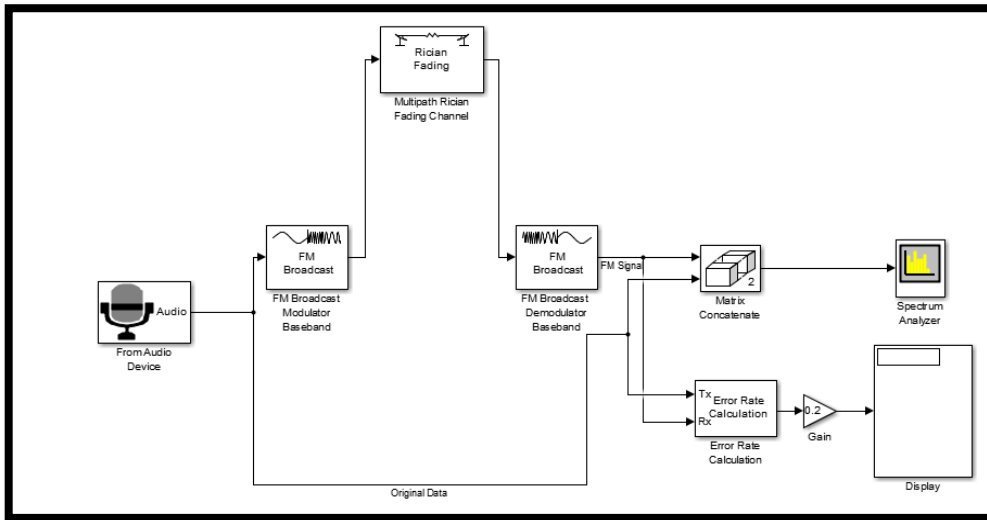 Rician
Fading
Multipath Rician
Fading Channel
FM
Broadcast
FM Broadcast
Modulator
Baseband
FM
Broadcast
FM Broadcast
Demodulator
Baseband
FM Signal
2
Matrix
Concatenate
Spectrum
Analyzer
Audio
From Audio
Device
Tx
Rx
Error Rate
Calculation
Error Rate
Calculation
0.2
Gain
Display
Original Data